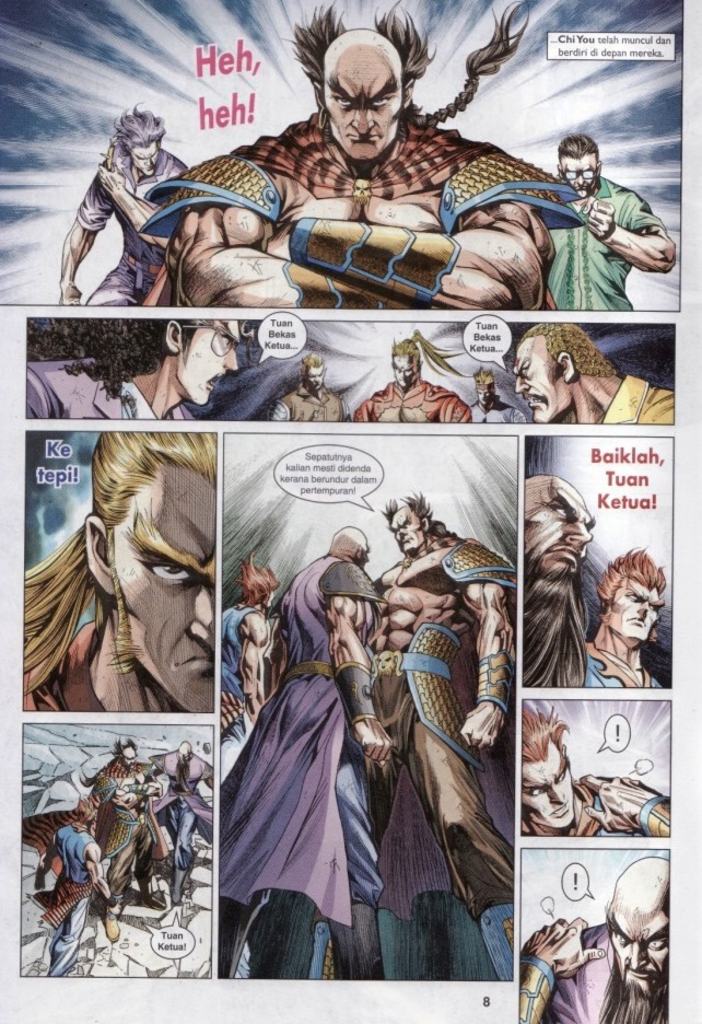 Heh,
heh!
...Chi You telah muncul dan
berdiri di depan mereka.
Tuan
Bekas
Ketua...
Tuan
Bekas
Ketua...
Ke
tepi!
Sepatutnya
kalian mesti didenda
kerana berundur dalam
pertempuran!
Baiklah,
Tuan
Ketua!
!
Tuan
Ketua!
!
8